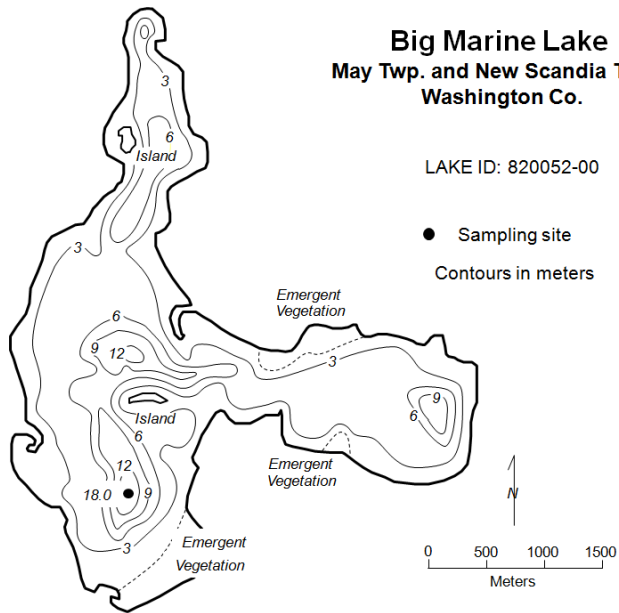 Big Marine Lake
May Twp. and New Scandia T
Washington Co.
LAKE ID: 820052-00
Sampling site
Contours in meters
3
6
Island
3
6
9
12
Emergent
Vegetation
3
9
6
Island
6
12
18.0
9
3
Emergent
Vegetation
Emergent
Vegetation
N
0 500 1000 1500
Meters